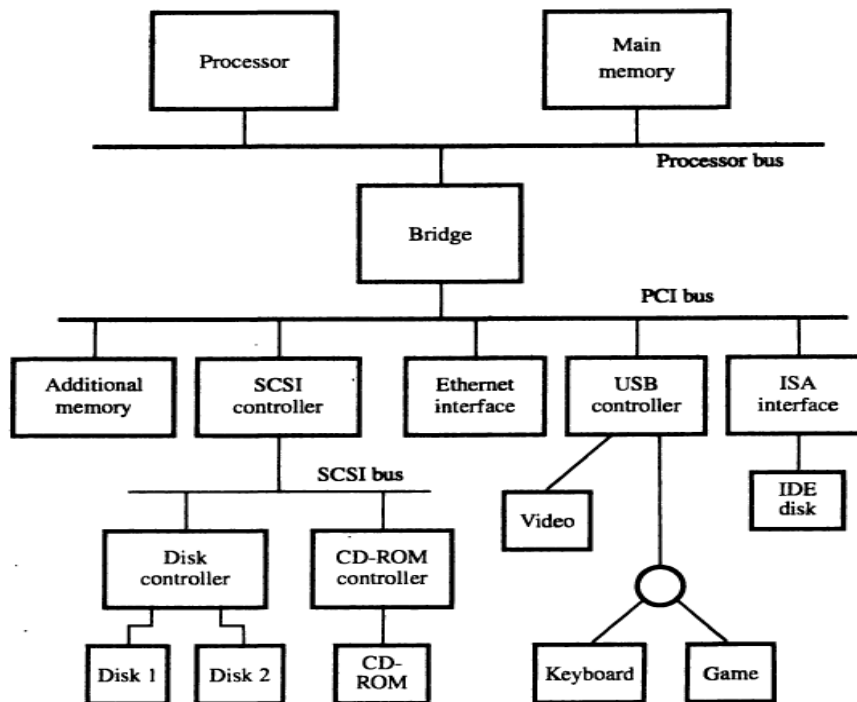 Processor
Main
memory
Processor bus
Bridge
PCI bus
Additional
memory
SCSI
controller
Ethernet
interface
USB
controller
ISA
interface
SCSI bus
Disk
controller
CD-ROM
controller
Video
IDE
disk
Disk 1
Disk 2
CD-
ROM
Keyboard
Game